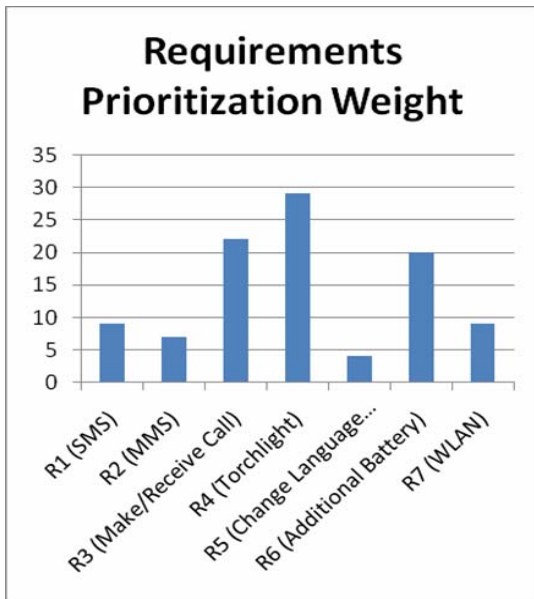 Requirements
Prioritization Weight
35
30
25
20
15
10
5
0
R1 (SMS)
R2 (MMS)
R3 (Make/Receive Call)
R4 (Torchlight)
R5 (Change Language...
R6 (Additional Battery)
R7 (WLAN)